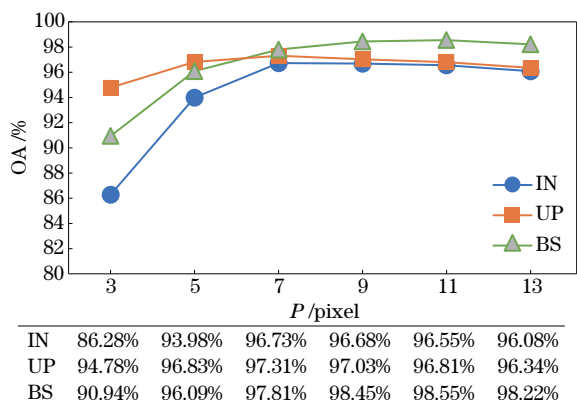 100
98
96
94
92
90
88
86
84
82
80
OA /%
IN
UP
BS
3 5 7 9 11 13
P /pixel
IN 86.28% 93.98% 96.73% 96.68% 96.55% 96.08%
UP 94.78% 96.83% 97.31% 97.03% 96.81% 96.34%
BS 90.94% 96.09% 97.81% 98.45% 98.55% 98.22%